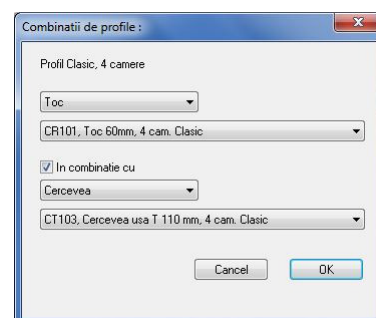 Combinatii de profile :
Profil Clasic, 4 camere
Toc
CR101, Toc 60mm, 4 cam. Clasic
In combinatie cu
Cercevea
CT103, Cercevea usa T 110 mm, 4 cam. Clasic
Cancel OK